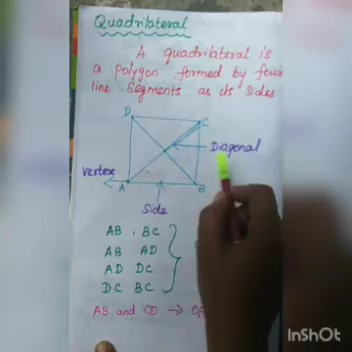 Quadrilateral
A quadrilateral is
a polygon formed by four
line segments as its sides
D
C
Diagonal
vertex
A
B
Side
AB . BC
AB AD
AD DC
DC BC
AB and CD →
InShot